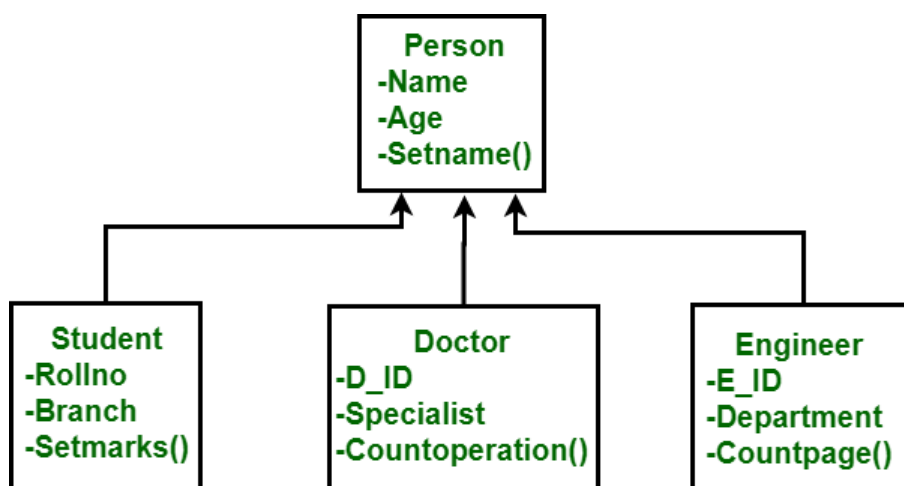 Person
-Name
-Age
-Setname()
Student
-Rollno
-Branch
-Setmarks()
Doctor
-D_ID
-Specialist
-Countoperation()
Engineer
-E_ID
-Department
-Countpage()